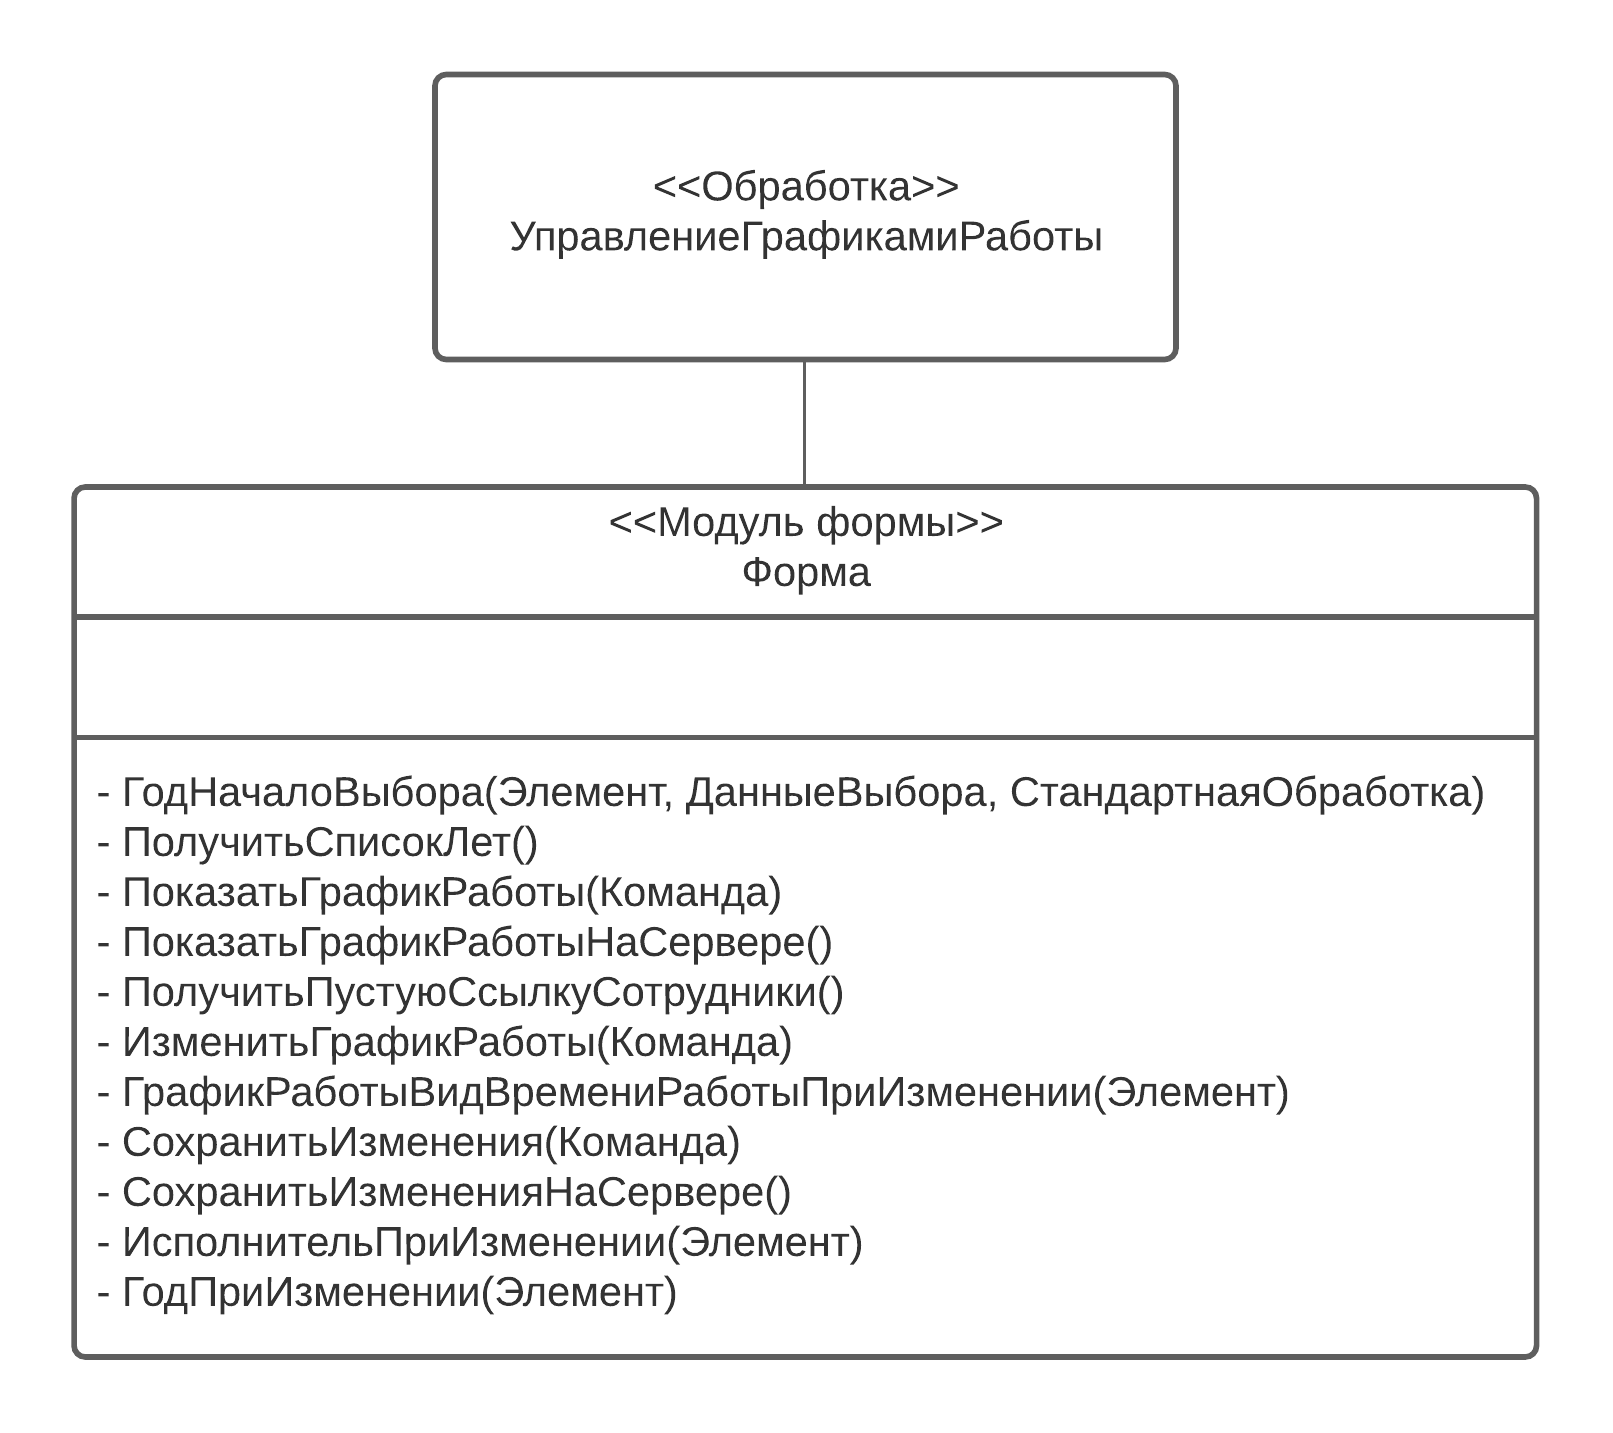 <<Обработка>>
УправлениеГрафикамиРаботы
<<Модуль формы>>
Форма
- ГодНачалоВыбора(Элемент, ДанныеВыбора, СтандартнаяОбработка)
- ПолучитьСписокЛет()
- ПоказатьГрафикРаботы(Команда)
- ПоказатьГрафикРаботыНаСервере()
- ПолучитьПустуюСсылкуСотрудники()
- ИзменитьГрафикРаботы(Команда)
- ГрафикРаботыВидВремениРаботыПриИзменении(Элемент)
- СохранитьИзменения(Команда)
- СохранитьИзмененияНаСервере()
- ИсполнительПриИзменении(Элемент)
- ГодПриИзменении(Элемент)